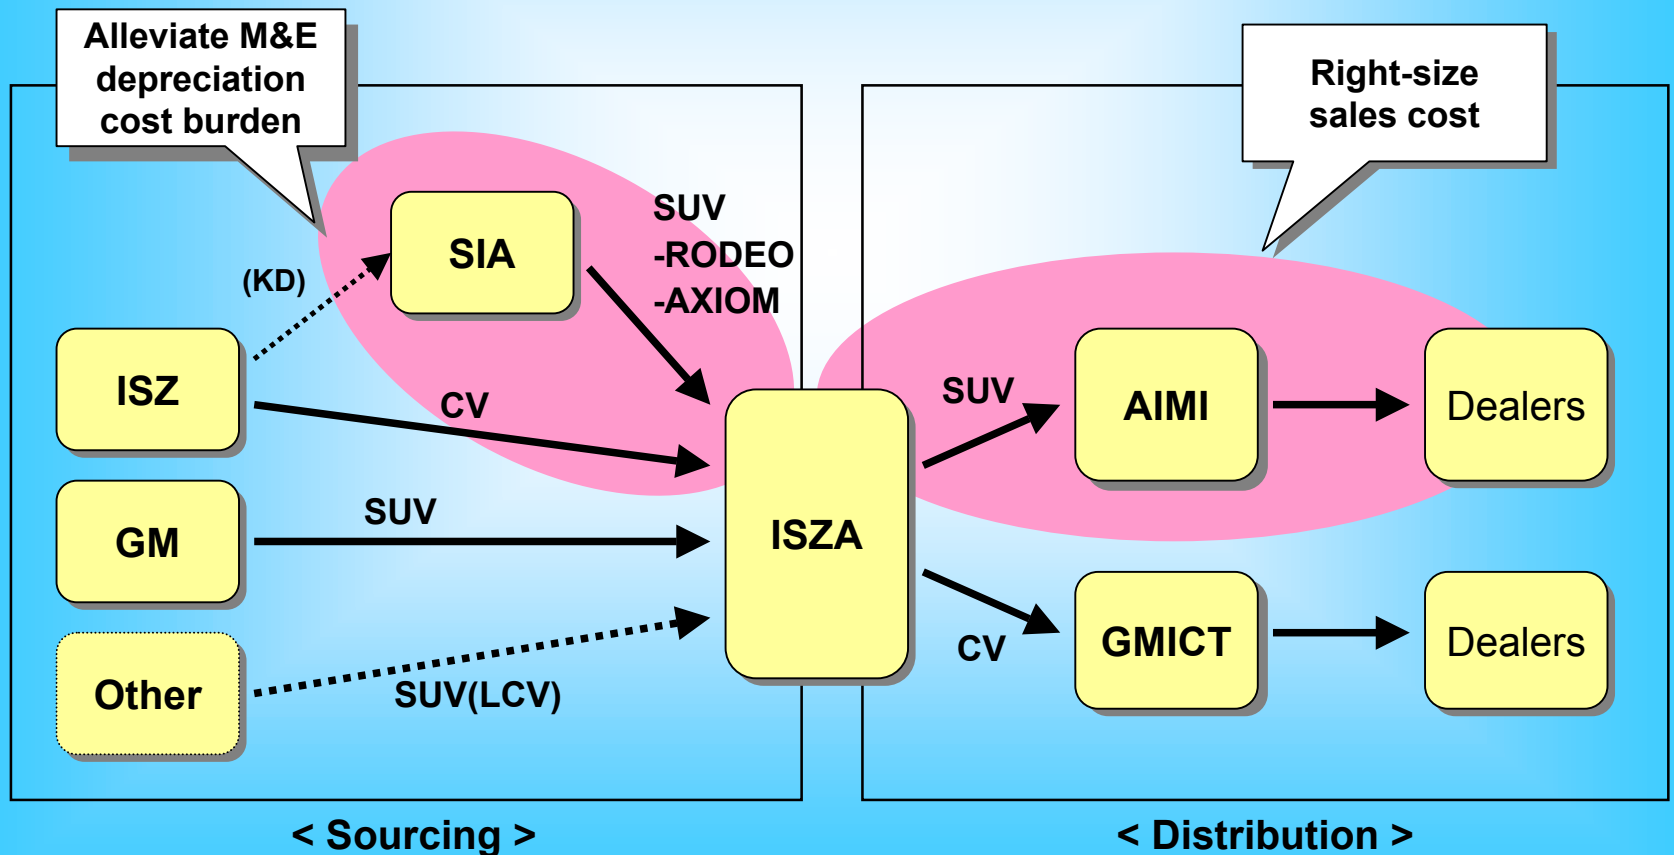 Alleviate M&E
depreciation
cost burden
Right-size
sales cost
SIA
SUV
-RODEO
-AXIOM
(KD)
ISZ
CV
GM
SUV
Other
SUV(LCV)
ISZA
SUV
AIMI
Dealers
CV
GMICT
Dealers
< Sourcing >
< Distribution >